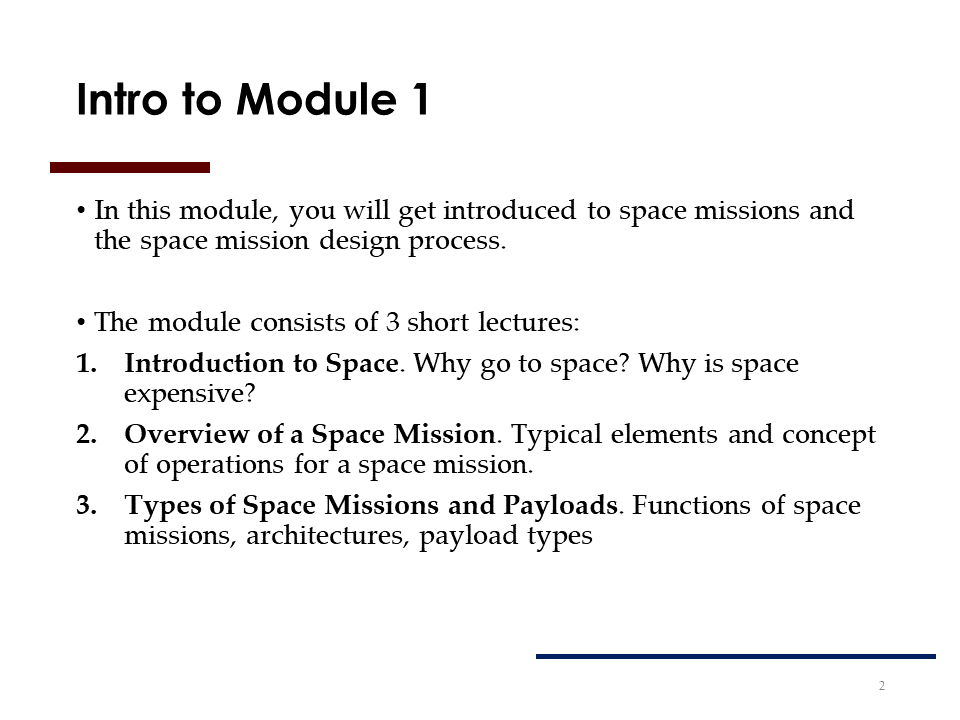 Intro to Module 1
• In this module, you will get introduced to space missions and
the space mission design process.
• The module consists of 3 short lectures:
1. Introduction to Space. Why go to space? Why is space
expensive?
2. Overview of a Space Mission. Typical elements and concept
of operations for a space mission.
3. Types of Space Missions and Payloads. Functions of space
missions, architectures, payload types
2